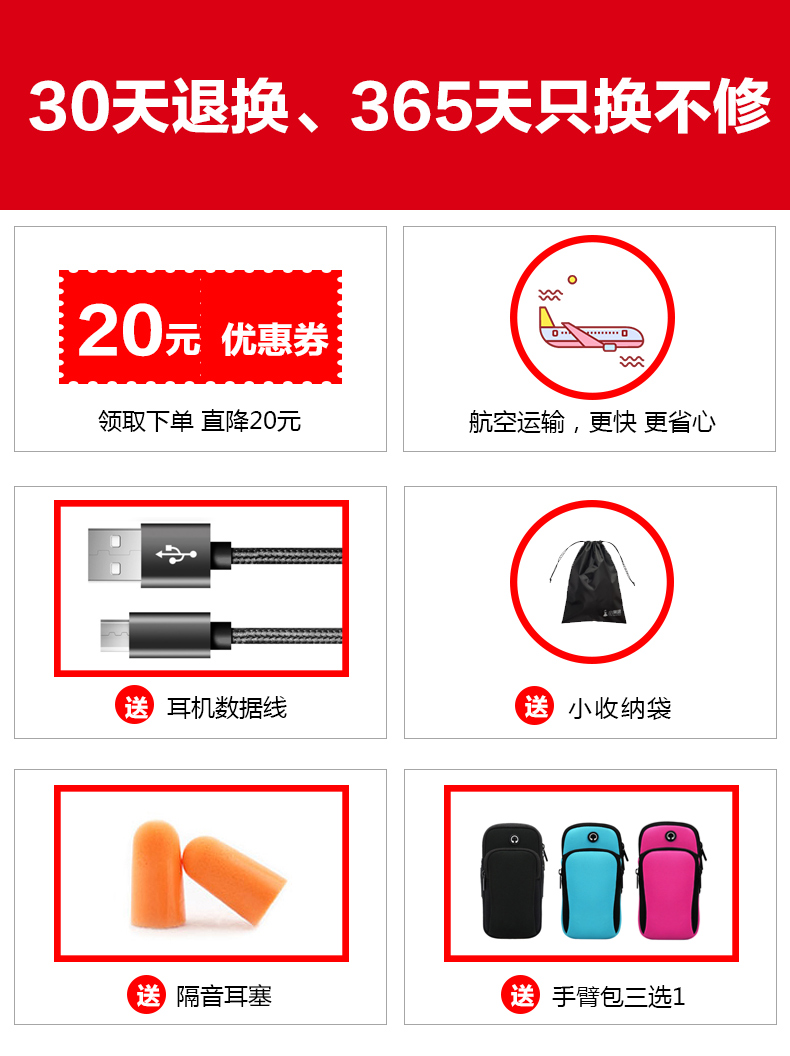 30天退换、365天只换不修
20元 优惠券
领取下单 直降20元
航空运输，更快 更省心
送 耳机数据线
送 小收纳袋
送 隔音耳塞
送 手臂包三选1